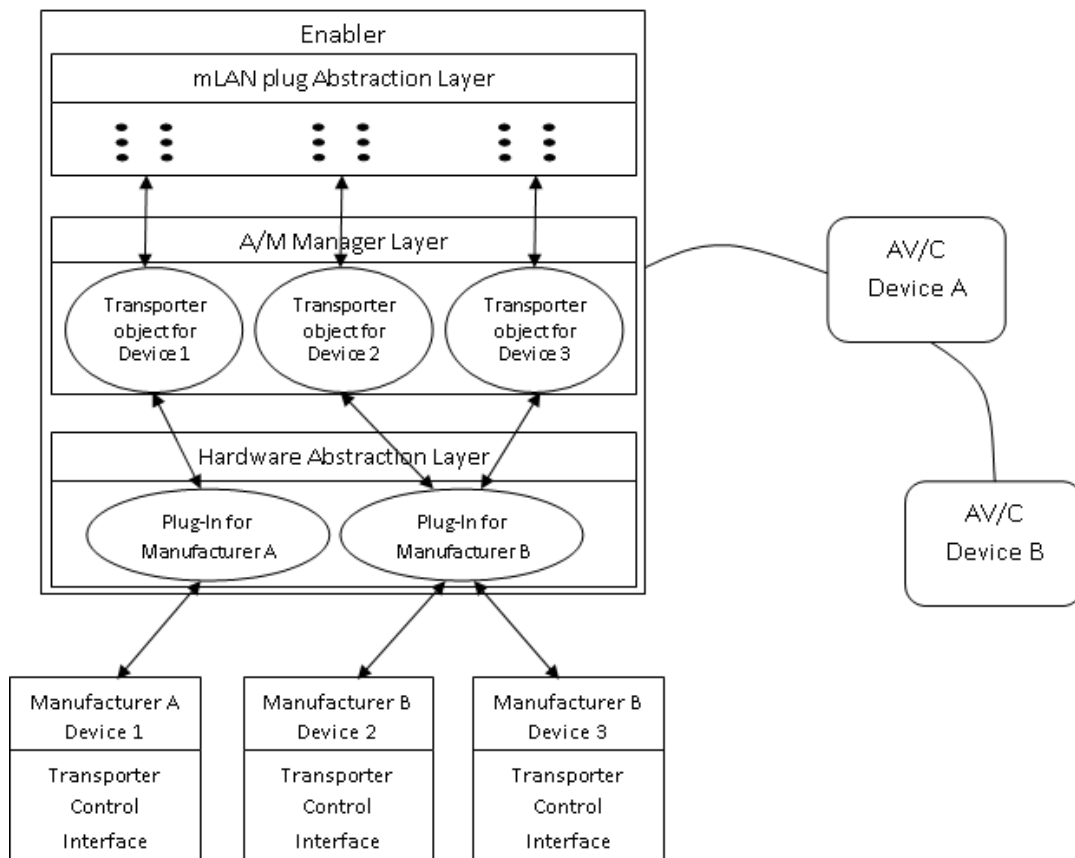 Enabler
mLAN plug Abstraction Layer
A/M Manager Layer
Transporter
object for
Device 1
Transporter
object for
Device 2
Transporter
object for
Device 3
Hardware Abstraction Layer
Plug-In for
Manufacturer A
Plug-In for
Manufacturer B
Manufacturer A
Device 1
Transporter
Control
Interface
Manufacturer B
Device 2
Transporter
Control
Interface
Manufacturer B
Device 3
Transporter
Control
Interface
AV/C
Device A
AV/C
Device B